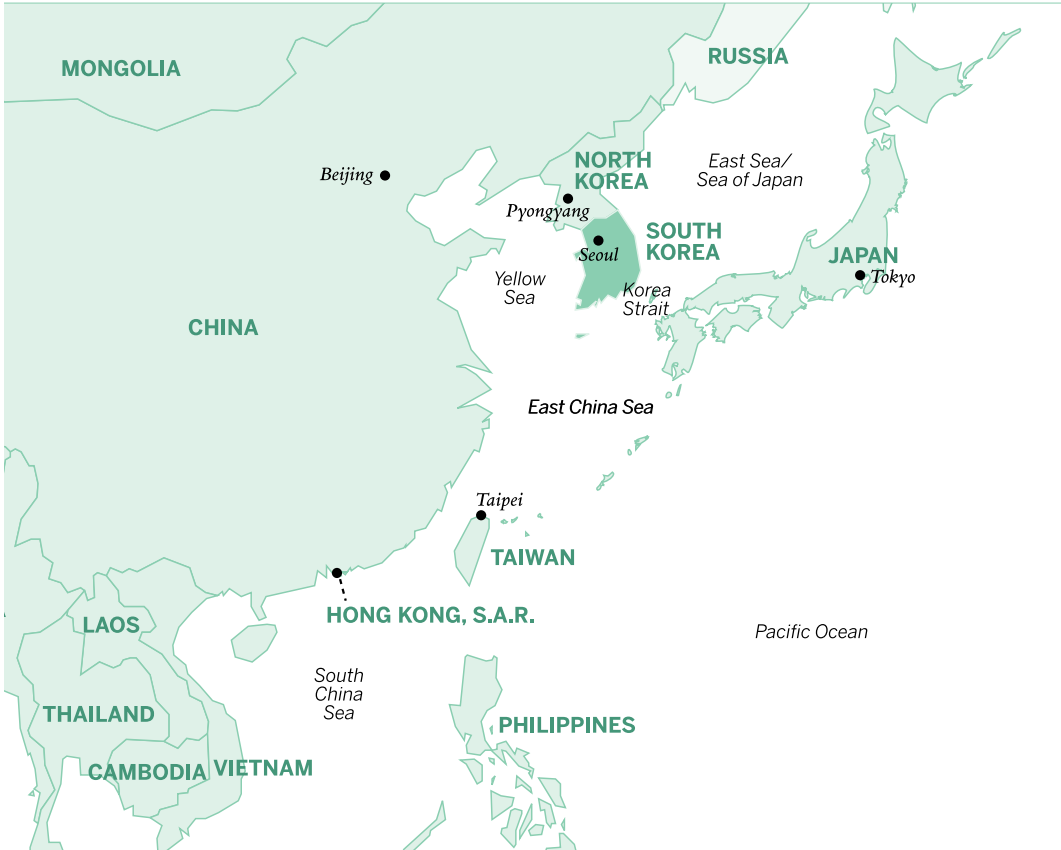 RUSSIA
MONGOLIA
East Sea/
Sea of Japan
NORTH
KOREA
Beijing
Pyongyang
SOUTH
KOREA
Seoul
JAPAN
Tokyo
Yellow
Sea
Korea
Strait
CHINA
East China Sea
Taipei
TAIWAN
HONG KONG, S.A.R.
LAOS
Pacific Ocean
South
China
Sea
THAILAND
PHILIPPINES
CAMBODIA
VIETNAM